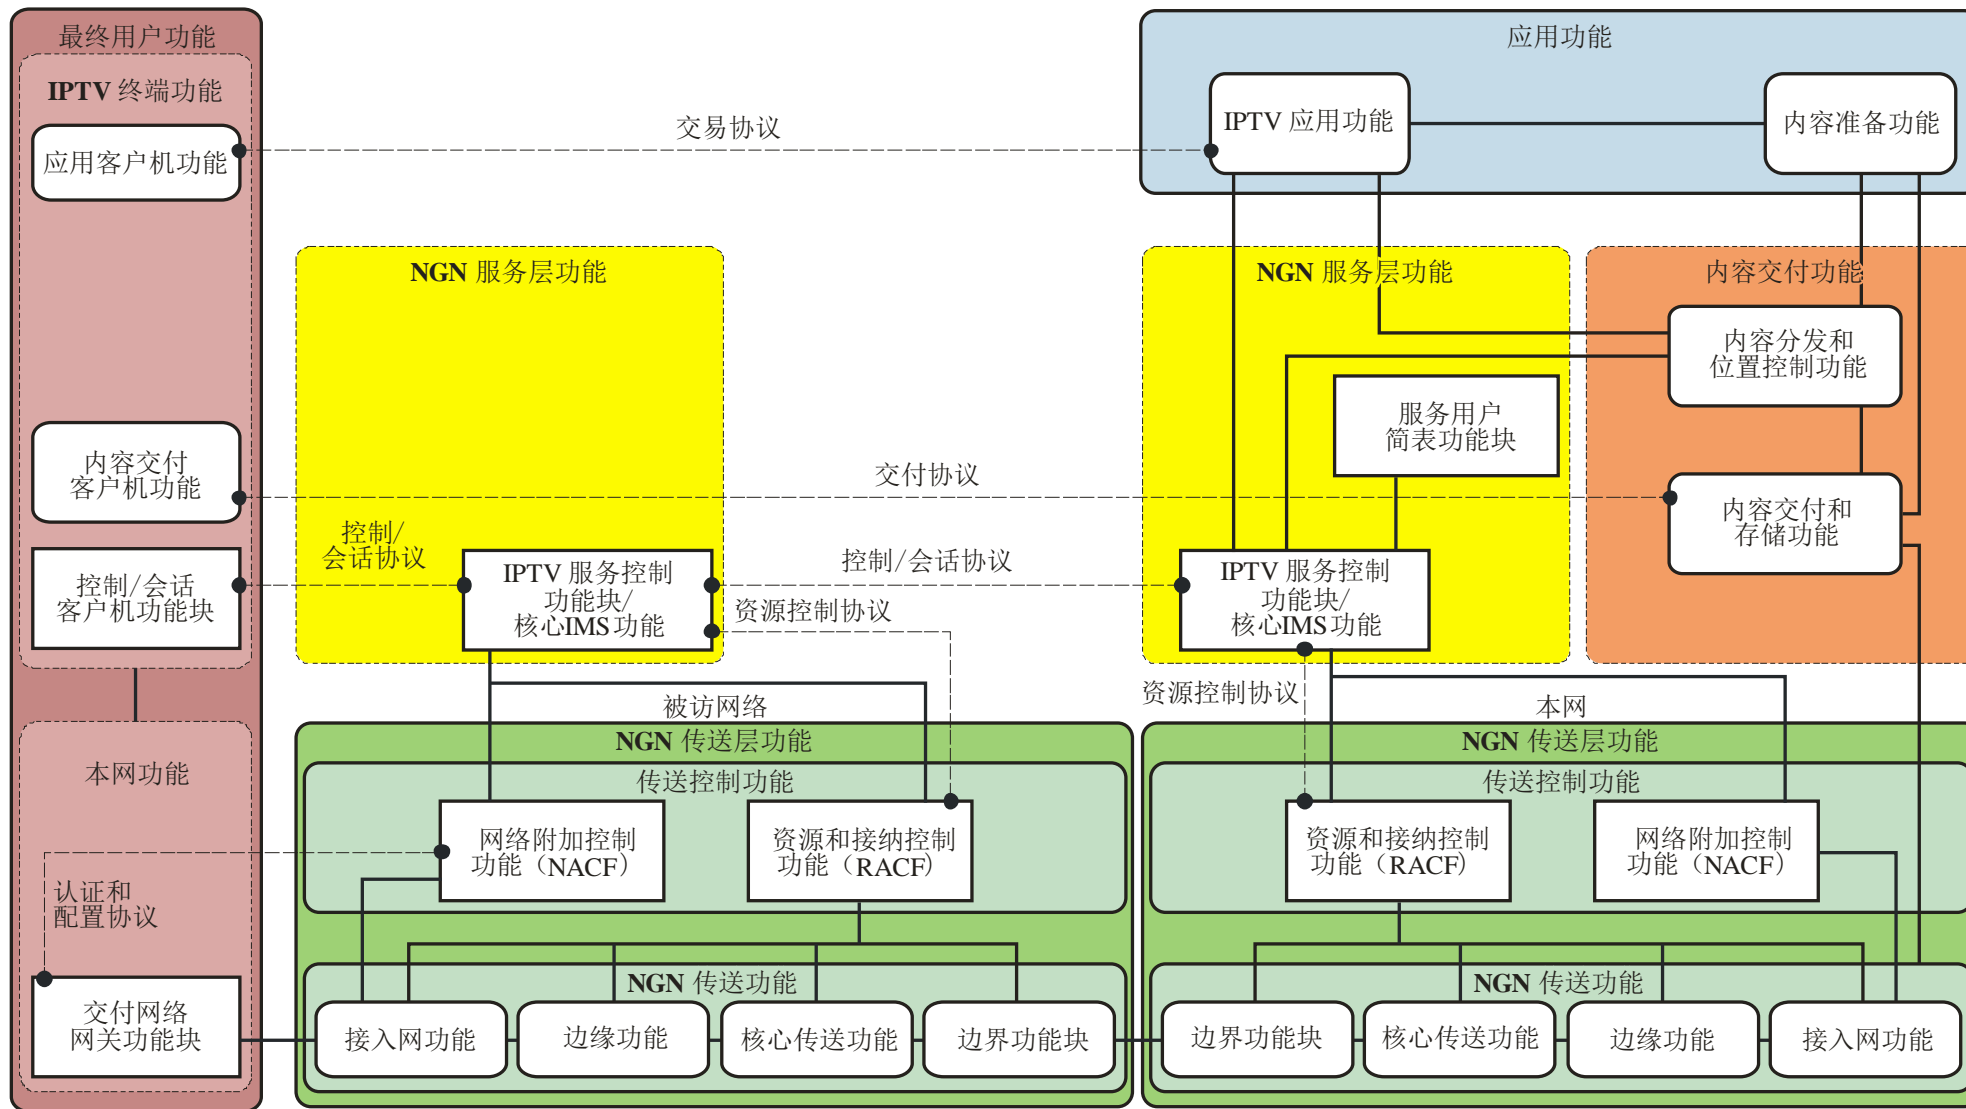 最终用户功能
IPTV 终端功能
应用客户机功能
交易协议
应用功能
IPTV 应用功能
内容准备功能
NGN 服务层功能
NGN 服务层功能
内容交付功能
内容分发和
位置控制功能
服务用户
简表功能块
内容交付
客户机功能
交付协议
内容交付和
存储功能
控制/
会话协议
控制/会话
客户机功能块
IPTV 服务控制
功能块/
核心IMS功能
控制/会话协议
资源控制协议
IPTV 服务控制
功能块/
核心IMS功能
资源控制协议
被访网络
本网
本网功能
NGN 传送层功能
传送控制功能
网络附加控制
功能（NACF）
资源和接纳控制
功能（RACF）
NGN 传送层功能
传送控制功能
资源和接纳控制
功能（RACF）
网络附加控制
功能（NACF）
认证和
配置协议
交付网络
网关功能块
NGN 传送功能
接入网功能
边缘功能
核心传送功能
边界功能块
NGN 传送功能
边界功能块
核心传送功能
边缘功能
接入网功能